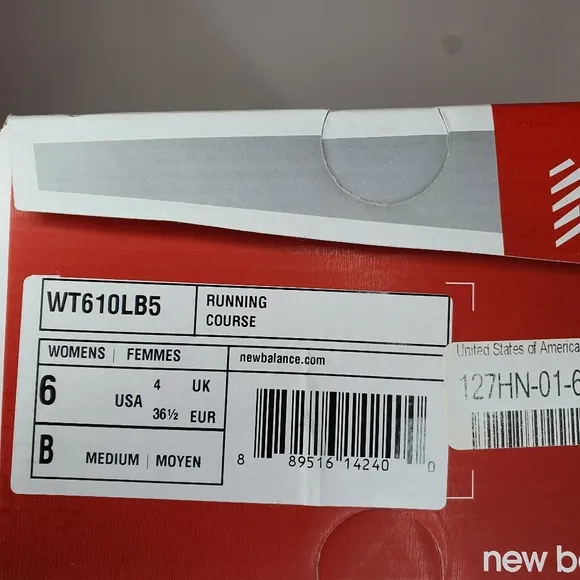 WT610LB5
RUNNING
COURSE
WOMENS | FEMMES
newbalance.com
6 USA 4 UK
36½ EUR
B MEDIUM | MOYEN
8 89516 14240 0
United States of America
127HN-01-6
new b